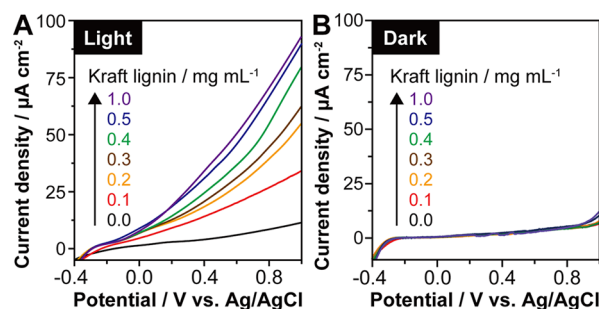 A Light
Current density / µA cm-2
100
75
50
25
0
Kraft lignin / mg mL-1
1.0
0.5
0.4
0.3
0.2
0.1
0.0
-0.4 0.0 0.4 0.8
Potential / V vs. Ag/AgCl
B Dark
Current density / µA cm-2
100
75
50
25
0
Kraft lignin / mg mL-1
1.0
0.5
0.4
0.3
0.2
0.1
0.0
-0.4 0.0 0.4 0.8
Potential / V vs. Ag/AgCl